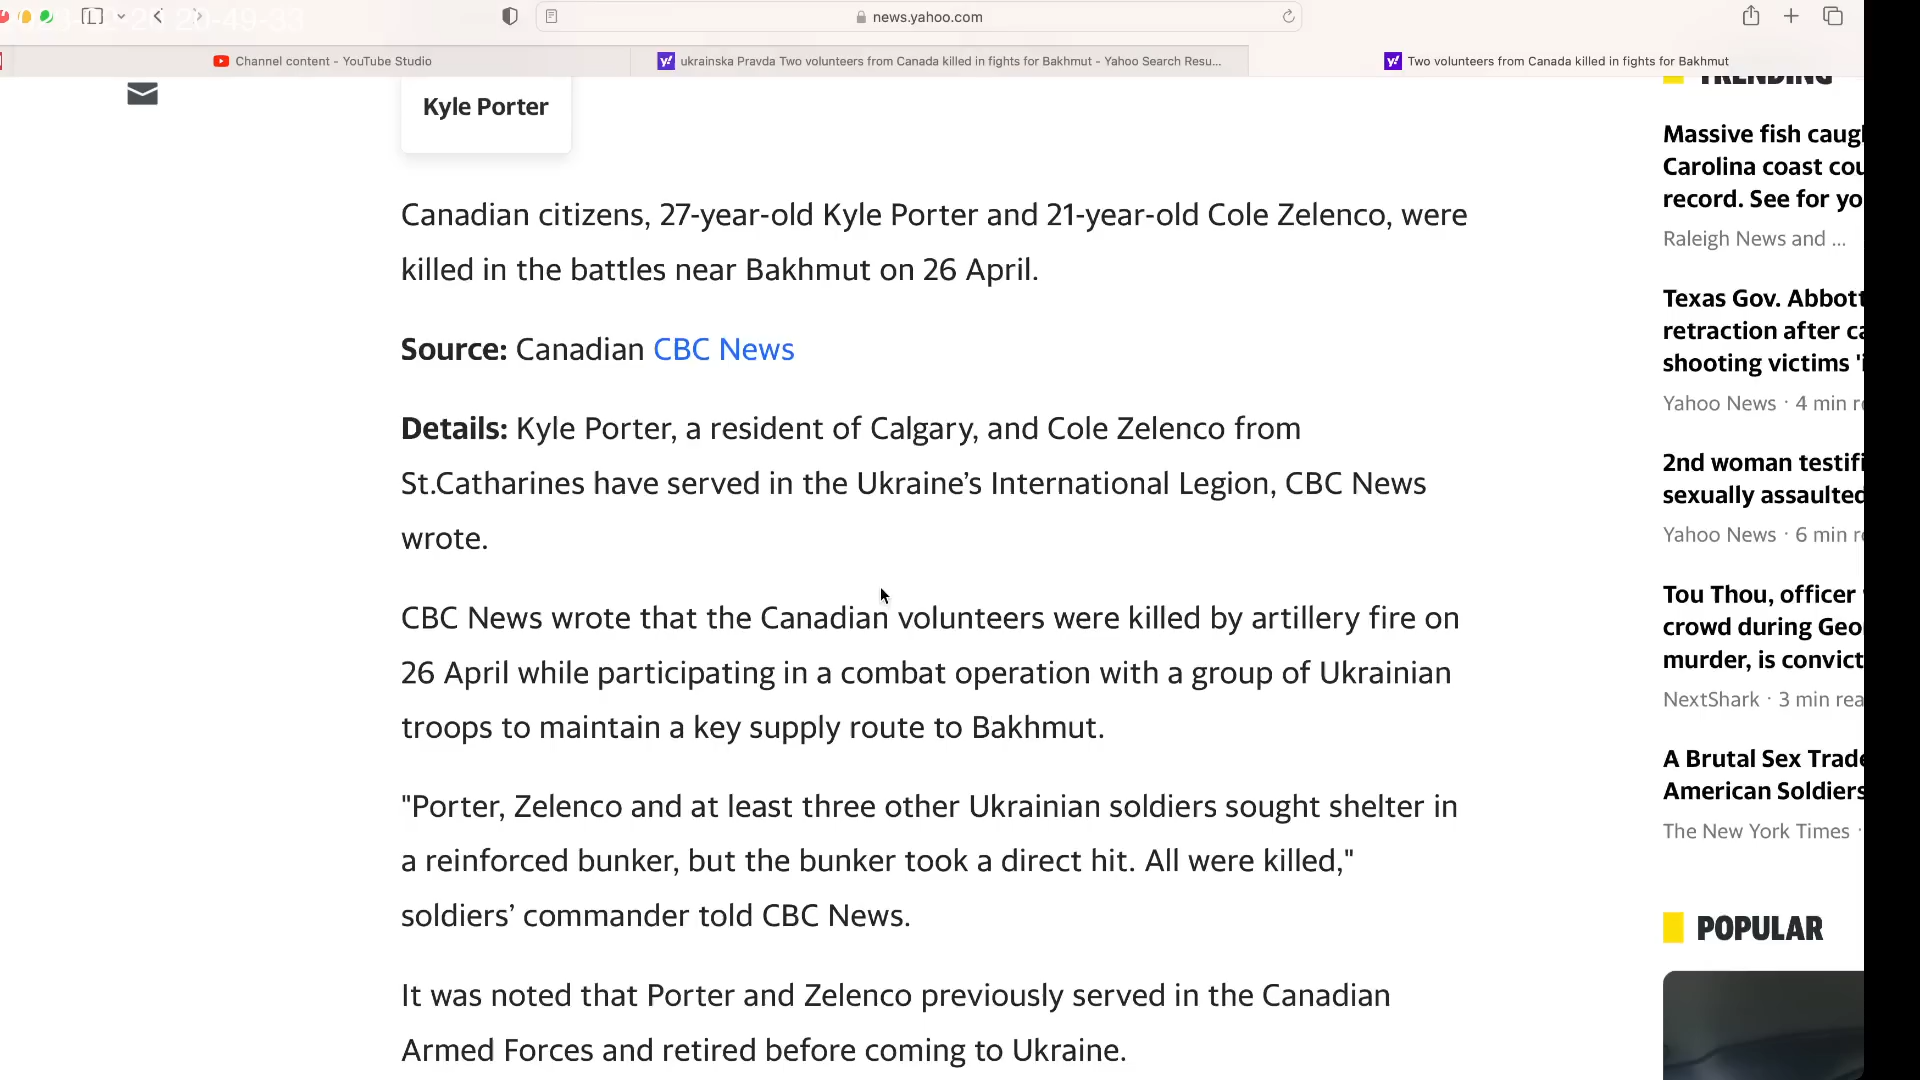 news.yahoo.com
Channel content - YouTube Studio
ukrainska Pravda Two volunteers from Canada killed in fights for Bakhmut - Yahoo Search Resu...
Two volunteers from Canada killed in fights for Bakhmut
Kyle Porter
Canadian citizens, 27-year-old Kyle Porter and 21-year-old Cole Zelenco, were
killed in the battles near Bakhmut on 26 April.
Source: Canadian CBC News
Details: Kyle Porter, a resident of Calgary, and Cole Zelenco from
St.Catharines have served in the Ukraine’s International Legion, CBC News
wrote.
CBC News wrote that the Canadian volunteers were killed by artillery fire on
26 April while participating in a combat operation with a group of Ukrainian
troops to maintain a key supply route to Bakhmut.
"Porter, Zelenco and at least three other Ukrainian soldiers sought shelter in
a reinforced bunker, but the bunker took a direct hit. All were killed,"
soldiers’ commander told CBC News.
It was noted that Porter and Zelenco previously served in the Canadian
Armed Forces and retired before coming to Ukraine.
TRENDING
Massive fish caug
Carolina coast cou
record. See for yo
Raleigh News and ...
Texas Gov. Abbott
retraction after ca
shooting victims 'i
Yahoo News · 4 min r
2nd woman testifi
sexually assaulted
Yahoo News · 6 min r
Tou Thou, officer
crowd during Geo
murder, is convict
NextShark · 3 min rea
A Brutal Sex Trade
American Soldiers
The New York Times ·
POPULAR